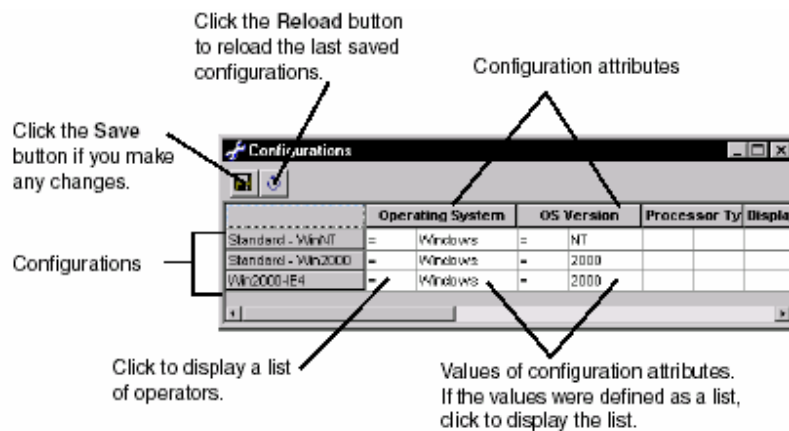 Click the Reload button
to reload the last saved
configurations.
Configuration attributes
Click the Save
button if you make
any changes.
Configurations
Operating System OS Version Processor Ty Displa
Standard - WinNT = Windows = NT
Standard - Win2000 = Windows = 2000
Win2000-IE4 = Windows = 2000
Configurations
Click to display a list
of operators.
Values of configuration attributes.
If the values were defined as a list,
click to display the list.